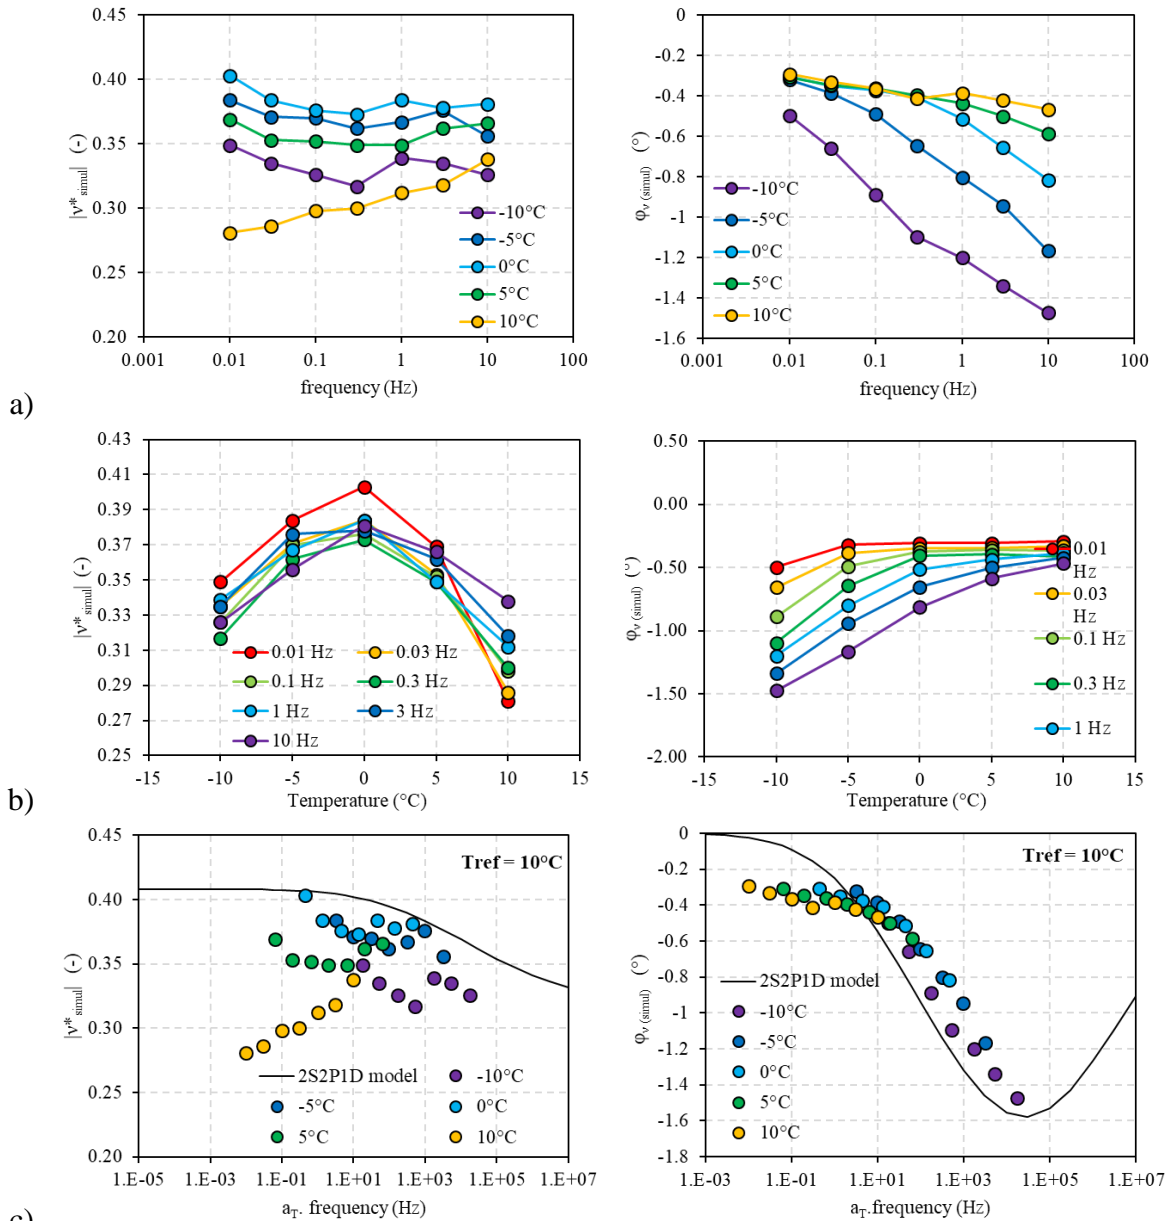 0.45
0.40
0.35
0.30
0.25
0.20
|ν*simul| (-)
-10°C
-5°C
0°C
5°C
10°C
0.001 0.01 0.1 1 10 100
frequency (Hz)
0
-0.2
-0.4
-0.6
-0.8
-1
-1.2
-1.4
-1.6
φν (simul) (°)
-10°C
-5°C
0°C
5°C
10°C
0.001 0.01 0.1 1 10 100
frequency (Hz)
a)
0.43
0.41
0.39
0.37
0.35
0.33
0.31
0.29
0.27
0.25
|ν*simul| (-)
0.01 Hz 0.03 Hz
0.1 Hz 0.3 Hz
1 Hz 3 Hz
10 Hz
-15 -10 -5 0 5 10 15
Temperature (°C)
0.50
0.00
-0.50
-1.00
-1.50
-2.00
φν (simul) (°)
0.01
Hz
0.03
Hz
0.1 Hz
0.3 Hz
1 Hz
-15 -10 -5 0 5 10 15
Temperature (°C)
b)
0.45
0.40
0.35
0.30
0.25
0.20
|ν*simul| (-)
Tref = 10°C
2S2P1D model -10°C
-5°C 0°C
5°C 10°C
1.E-05 1.E-03 1.E-01 1.E+01 1.E+03 1.E+05 1.E+07
aT. frequency (Hz)
0
-0.2
-0.4
-0.6
-0.8
-1
-1.2
-1.4
-1.6
-1.8
φν (simul) (°)
Tref = 10°C
2S2P1D model
-10°C
-5°C
0°C
5°C
10°C
1.E-03 1.E-01 1.E+01 1.E+03 1.E+05 1.E+07
aT.frequency (Hz)
c)